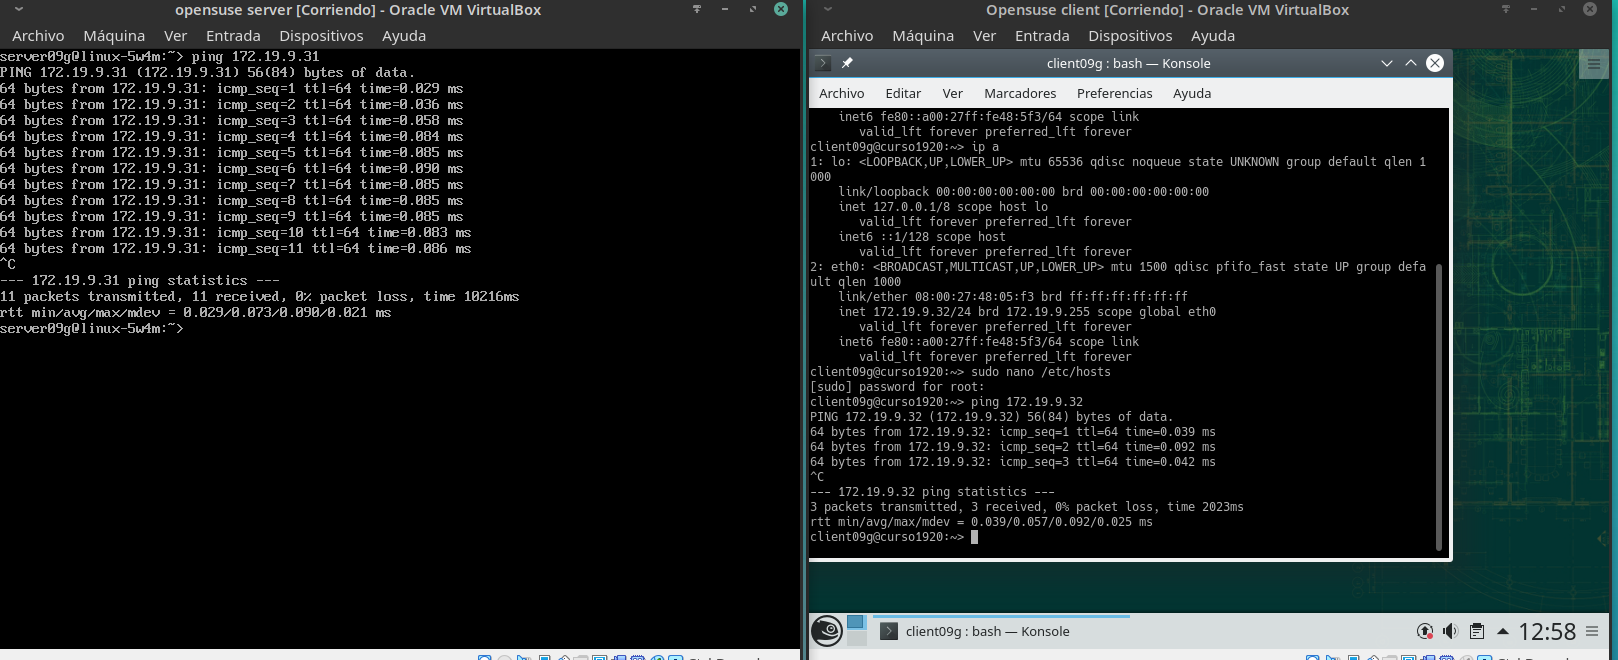 opensuse server [Corriendo] - Oracle VM VirtualBox
Archivo Máquina Ver Entrada Dispositivos Ayuda
server09g@linux-5w4m:~> ping 172.19.9.31
PING 172.19.9.31 (172.19.9.31) 56(84) bytes of data.
64 bytes from 172.19.9.31: icmp_seq=1 ttl=64 time=0.029 ms
64 bytes from 172.19.9.31: icmp_seq=2 ttl=64 time=0.036 ms
64 bytes from 172.19.9.31: icmp_seq=3 ttl=64 time=0.058 ms
64 bytes from 172.19.9.31: icmp_seq=4 ttl=64 time=0.084 ms
64 bytes from 172.19.9.31: icmp_seq=5 ttl=64 time=0.085 ms
64 bytes from 172.19.9.31: icmp_seq=6 ttl=64 time=0.090 ms
64 bytes from 172.19.9.31: icmp_seq=7 ttl=64 time=0.085 ms
64 bytes from 172.19.9.31: icmp_seq=8 ttl=64 time=0.085 ms
64 bytes from 172.19.9.31: icmp_seq=9 ttl=64 time=0.085 ms
64 bytes from 172.19.9.31: icmp_seq=10 ttl=64 time=0.083 ms
64 bytes from 172.19.9.31: icmp_seq=11 ttl=64 time=0.086 ms
^C
--- 172.19.9.31 ping statistics ---
11 packets transmitted, 11 received, 0% packet loss, time 10216ms
rtt min/avg/max/mdev = 0.029/0.073/0.090/0.021 ms
server09g@linux-5w4m:~>
Opensuse client [Corriendo] - Oracle VM VirtualBox
Archivo Máquina Ver Entrada Dispositivos Ayuda
client09g : bash — Konsole
Archivo Editar Ver Marcadores Preferencias Ayuda
inet6 fe80::a00:27ff:fe48:5f3/64 scope link
valid_lft forever preferred_lft forever
client09g@curso1920:~> ip a
1: lo: <LOOPBACK,UP,LOWER_UP> mtu 65536 qdisc noqueue state UNKNOWN group default qlen 1
000
link/loopback 00:00:00:00:00:00 brd 00:00:00:00:00:00
inet 127.0.0.1/8 scope host lo
valid_lft forever preferred_lft forever
inet6 ::1/128 scope host
valid_lft forever preferred_lft forever
2: eth0: <BROADCAST,MULTICAST,UP,LOWER_UP> mtu 1500 qdisc pfifo_fast state UP group defa
ult qlen 1000
link/ether 08:00:27:48:05:f3 brd ff:ff:ff:ff:ff:ff
inet 172.19.9.32/24 brd 172.19.9.255 scope global eth0
valid_lft forever preferred_lft forever
inet6 fe80::a00:27ff:fe48:5f3/64 scope link
valid_lft forever preferred_lft forever
client09g@curso1920:~> sudo nano /etc/hosts
[sudo] password for root:
client09g@curso1920:~> ping 172.19.9.32
PING 172.19.9.32 (172.19.9.32) 56(84) bytes of data.
64 bytes from 172.19.9.32: icmp_seq=1 ttl=64 time=0.039 ms
64 bytes from 172.19.9.32: icmp_seq=2 ttl=64 time=0.092 ms
64 bytes from 172.19.9.32: icmp_seq=3 ttl=64 time=0.042 ms
^C
--- 172.19.9.32 ping statistics ---
3 packets transmitted, 3 received, 0% packet loss, time 2023ms
rtt min/avg/max/mdev = 0.039/0.057/0.092/0.025 ms
client09g@curso1920:~>
client09g : bash — Konsole
12:58